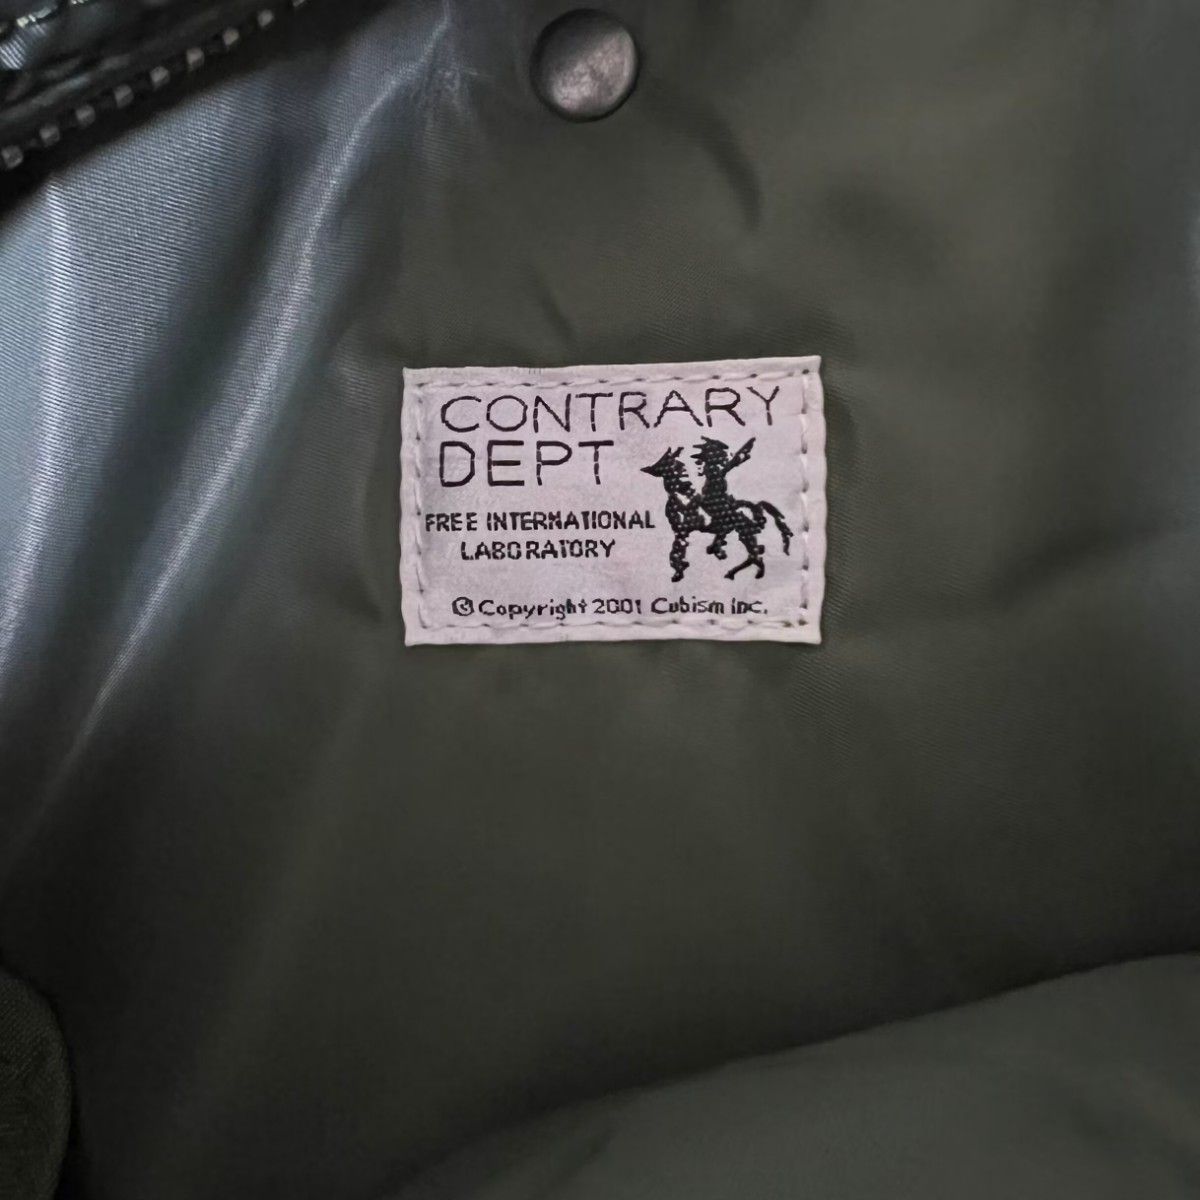 CONTRARY
DEPT
FREE INTERNATIONAL
LABORATORY
© Copyright 2001 Cubism Inc.